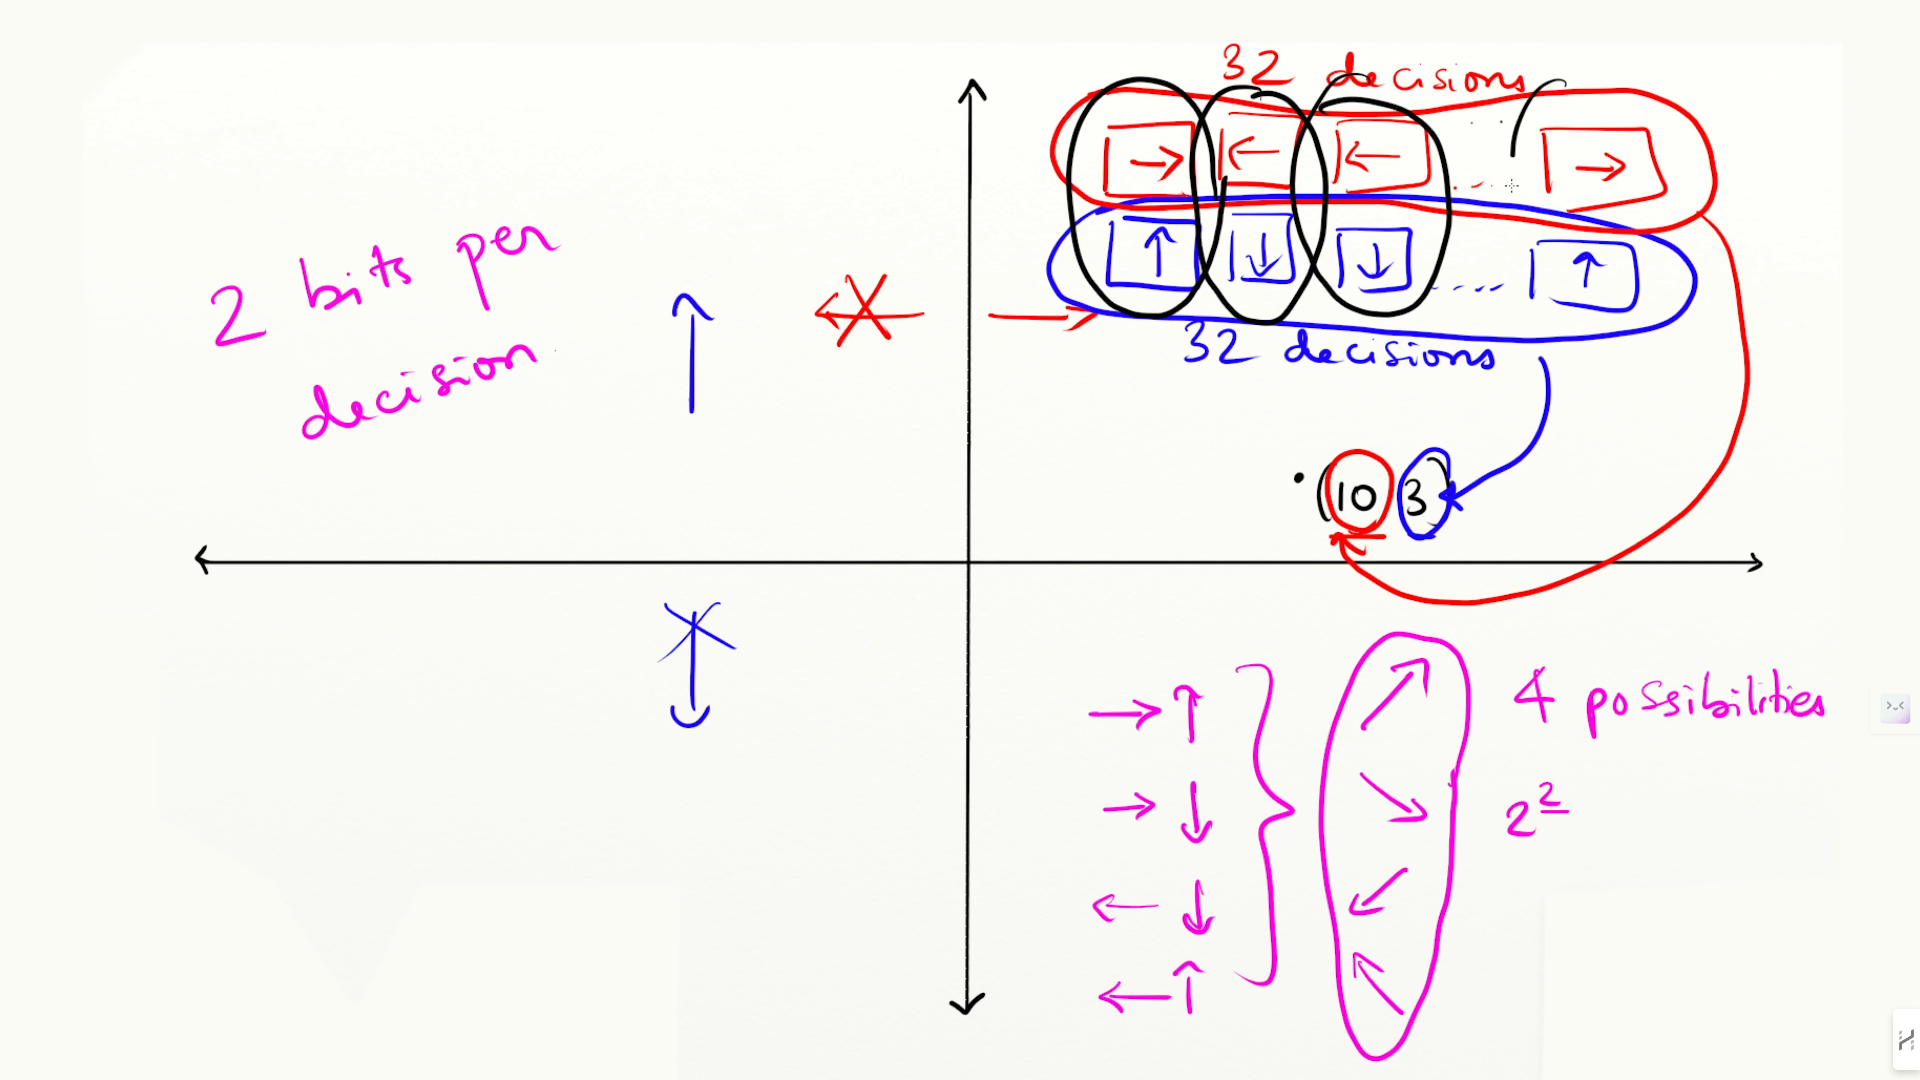 32 decisions
32 decisions
2 bits per
decision
(10 3)
4 possibilities
2²